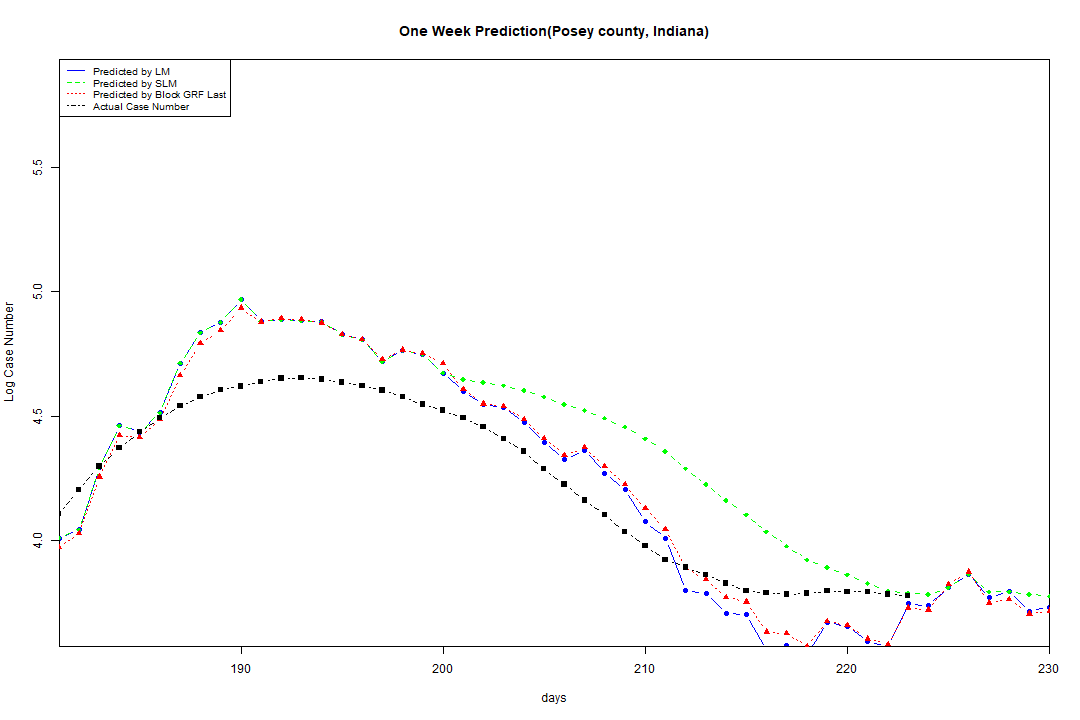 One Week Prediction(Posey county, Indiana)
Predicted by LM
Predicted by SLM
Predicted by Block GRF Last
Actual Case Number
5.5
5.0
4.5
4.0
Log Case Number
190
200
210
220
230
days